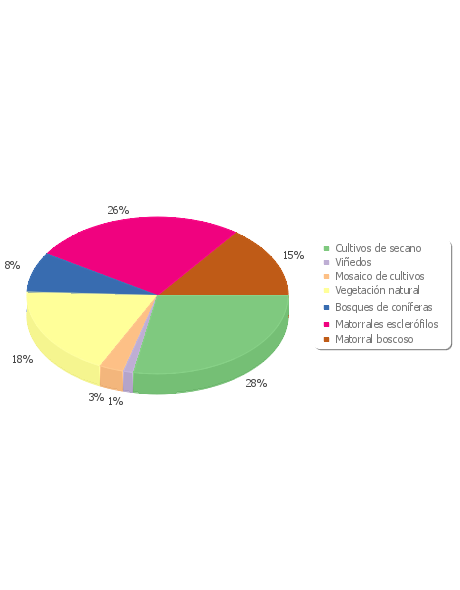 26%
15%
8%
18%
3%
1%
28%
Cultivos de secano
Viñedos
Mosaico de cultivos
Vegetación natural
Bosques de coníferas
Matorrales esclerófilos
Matorral boscoso